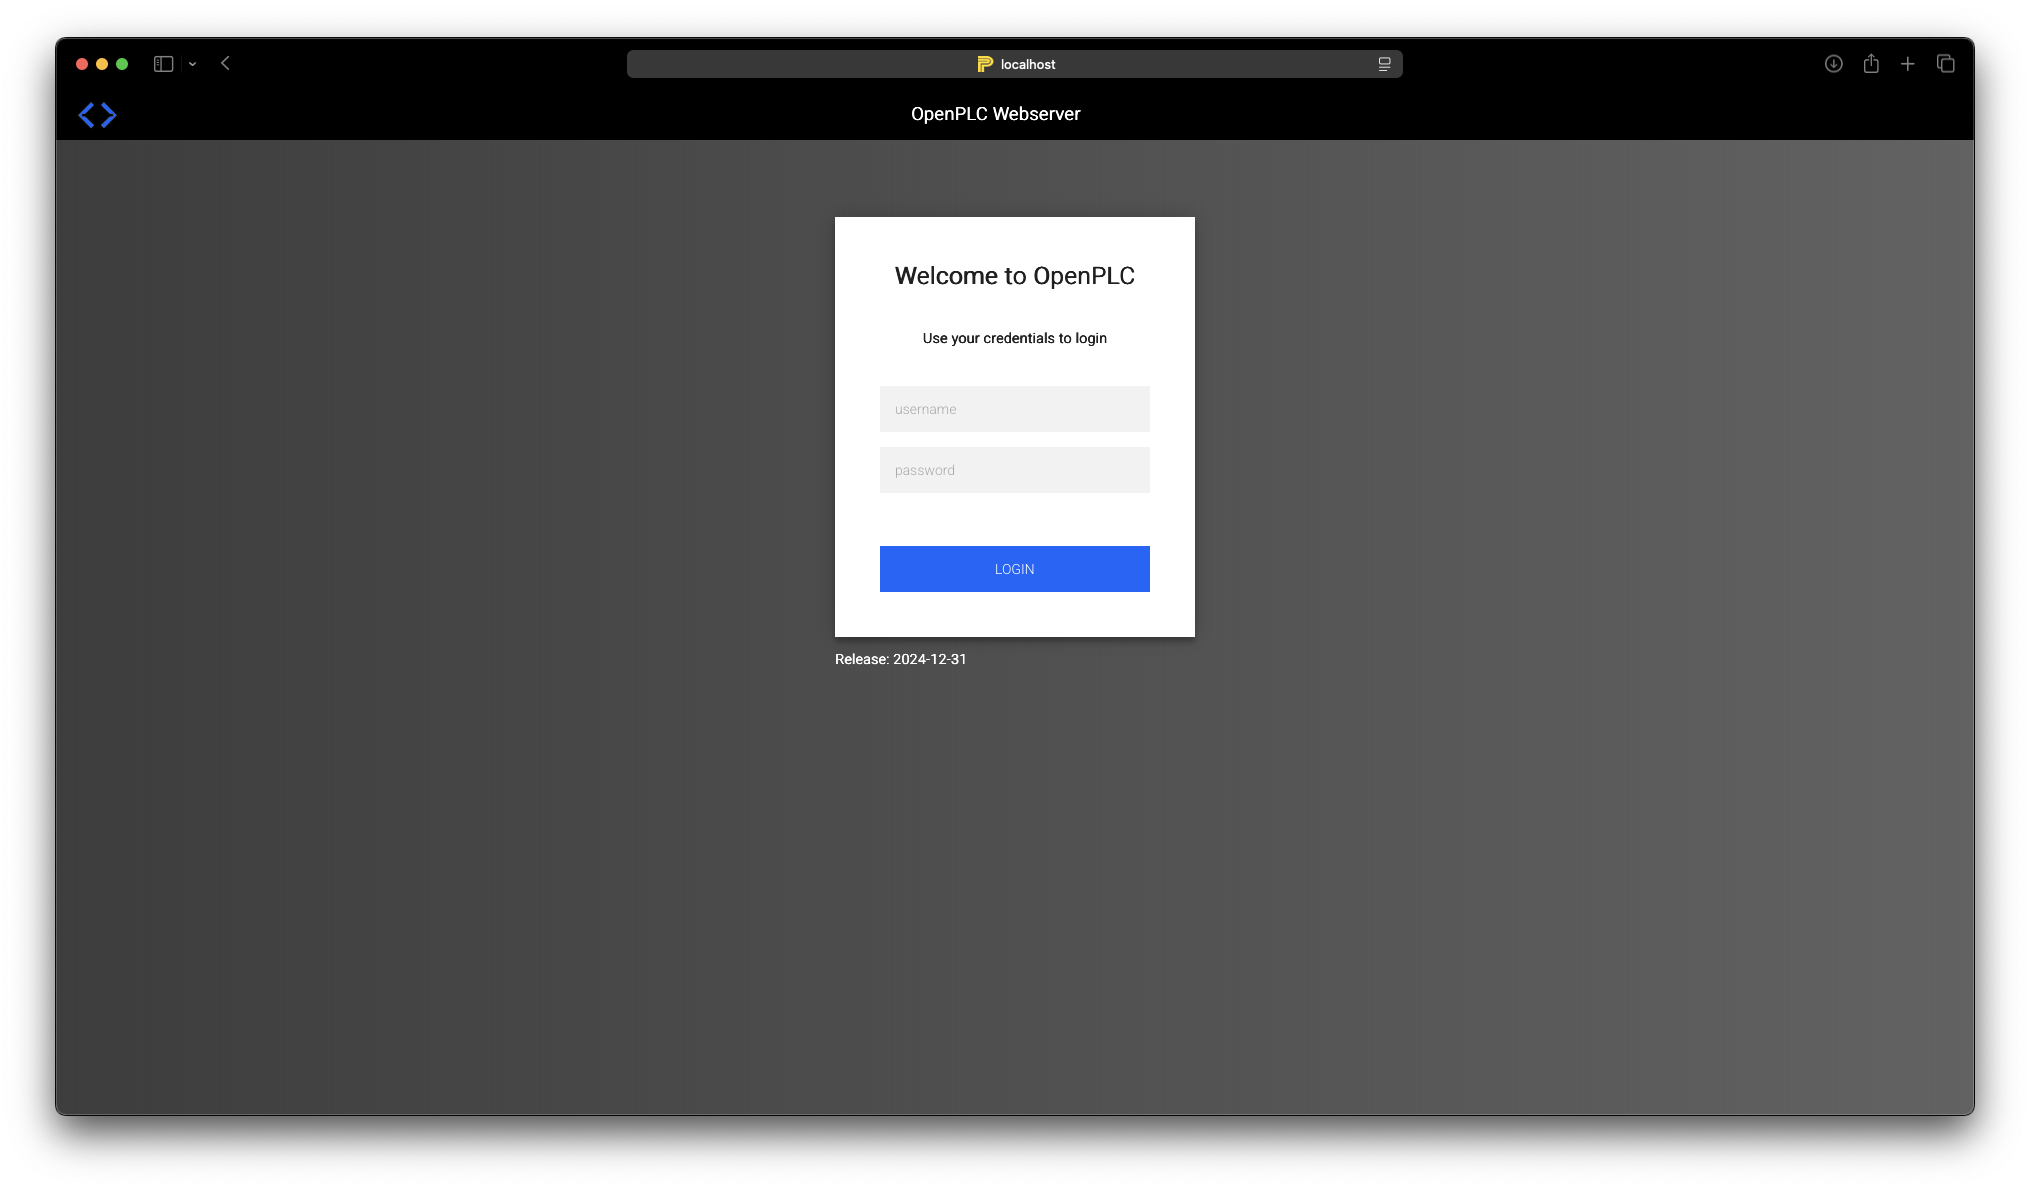 localhost
OpenPLC Webserver
Welcome to OpenPLC
Use your credentials to login
username
password
LOGIN
Release: 2024-12-31